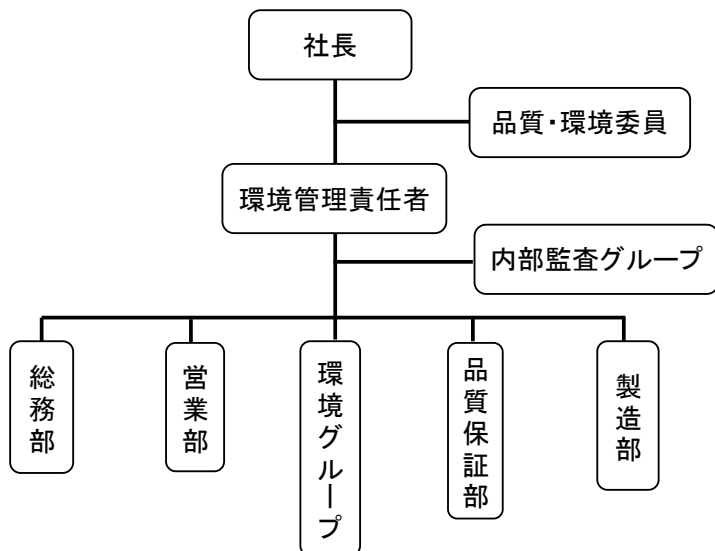 社長
品質・環境委員
環境管理責任者
内部監査グループ
総務部
営業部
環境グループ
品質保証部
製造部